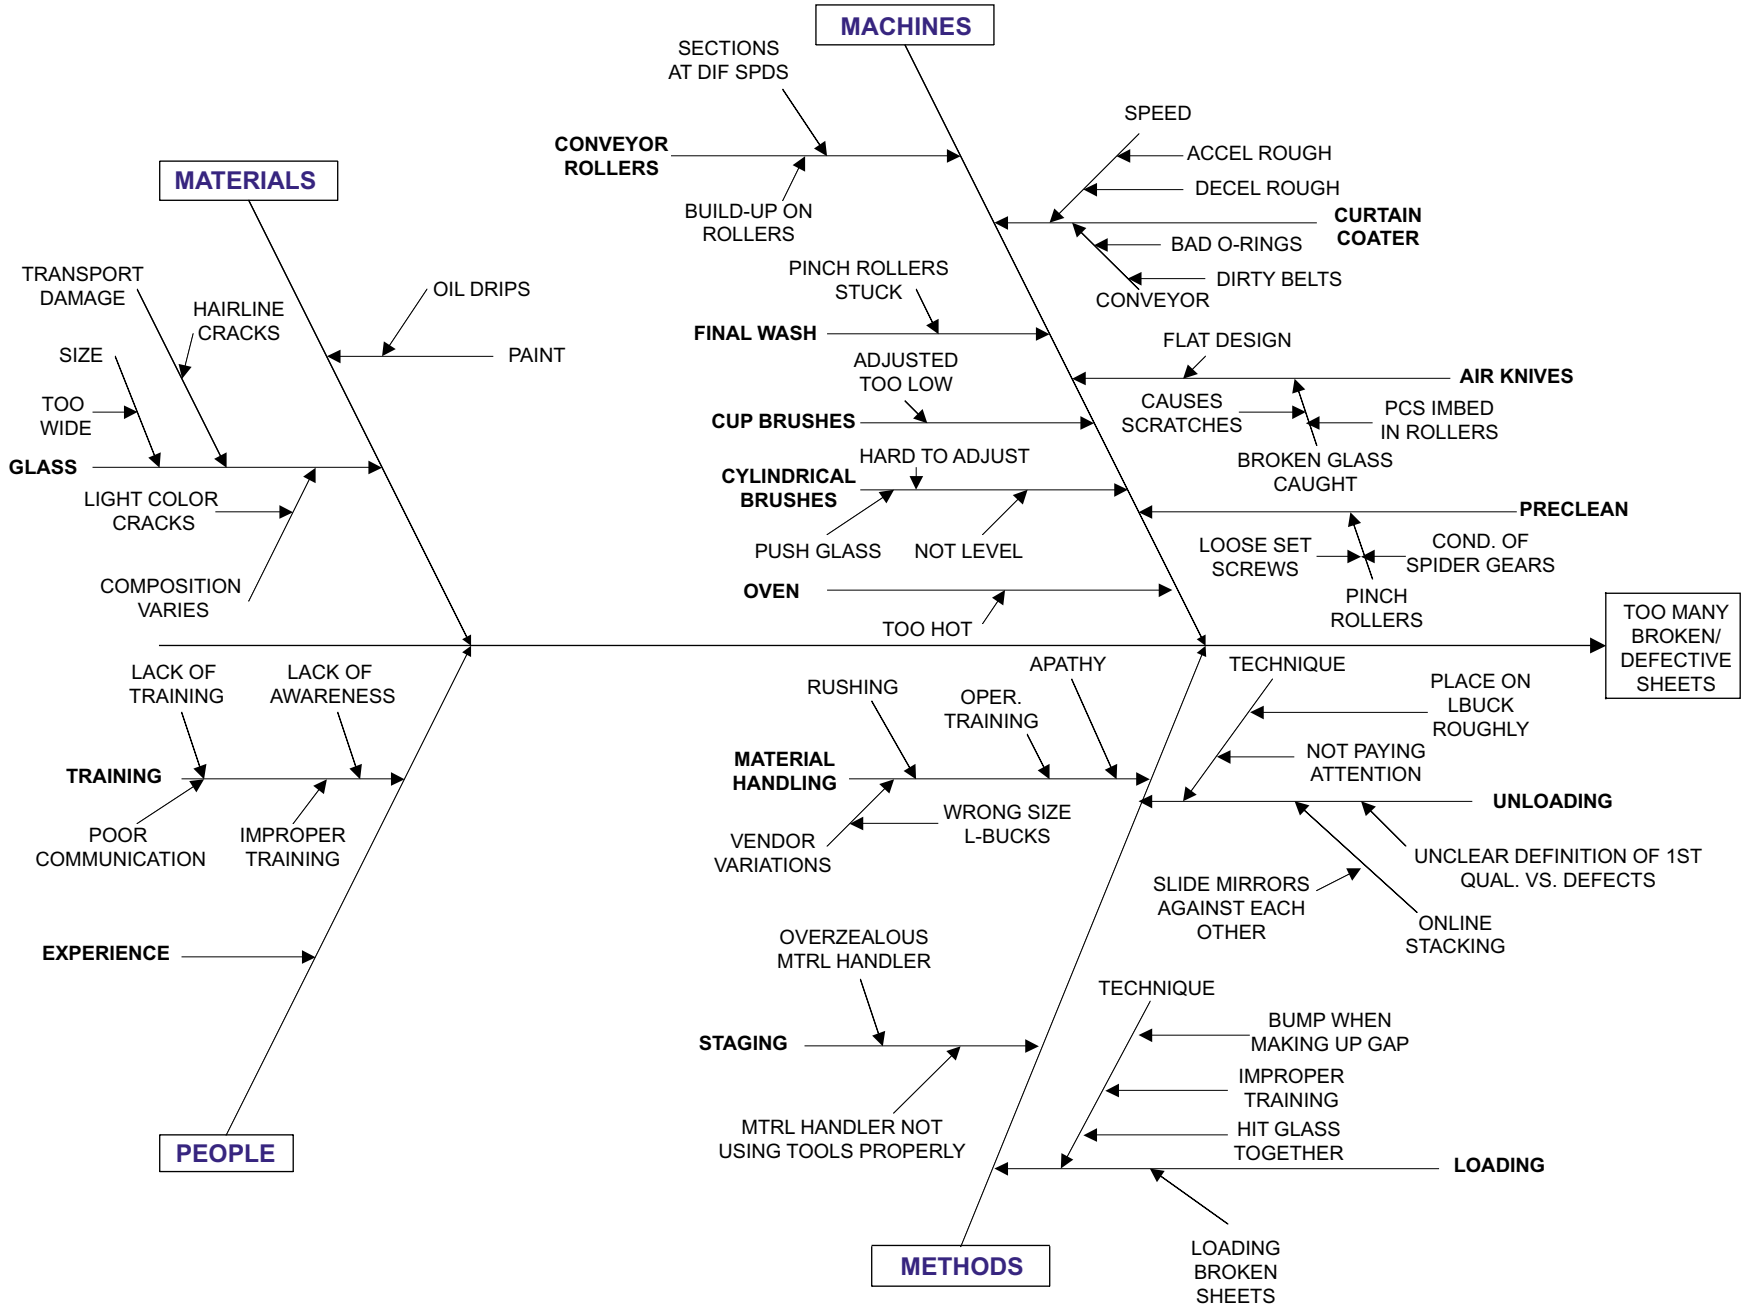 MACHINES
SECTIONS
AT DIF SPDS
SPEED
CONVEYOR
ROLLERS
ACCEL ROUGH
DECEL ROUGH
MATERIALS
BUILD-UP ON
ROLLERS
CURTAIN
COATER
BAD O-RINGS
DIRTY BELTS
CONVEYOR
TRANSPORT
DAMAGE
HAIRLINE
CRACKS
OIL DRIPS
PINCH ROLLERS
STUCK
FINAL WASH
FLAT DESIGN
SIZE
PAINT
ADJUSTED
TOO LOW
AIR KNIVES
TOO
WIDE
CUP BRUSHES
CAUSES
SCRATCHES
PCS IMBED
IN ROLLERS
GLASS
HARD TO ADJUST
CYLINDRICAL
BRUSHES
BROKEN GLASS
CAUGHT
LIGHT COLOR
CRACKS
PRECLEAN
PUSH GLASS
NOT LEVEL
LOOSE SET
SCREWS
COND. OF
SPIDER GEARS
COMPOSITION
VARIES
OVEN
PINCH
ROLLERS
TOO HOT
TOO MANY
BROKEN/
DEFECTIVE
SHEETS
LACK OF
TRAINING
LACK OF
AWARENESS
RUSHING
OPER.
TRAINING
APATHY
TECHNIQUE
PLACE ON
LBUCK
ROUGHLY
TRAINING
MATERIAL
HANDLING
NOT PAYING
ATTENTION
UNLOADING
POOR
COMMUNICATION
IMPROPER
TRAINING
VENDOR
VARIATIONS
WRONG SIZE
L-BUCKS
UNCLEAR DEFINITION OF 1ST
QUAL. VS. DEFECTS
SLIDE MIRRORS
AGAINST EACH
OTHER
ONLINE
STACKING
EXPERIENCE
OVERZEALOUS
MTRL HANDLER
TECHNIQUE
STAGING
BUMP WHEN
MAKING UP GAP
IMPROPER
TRAINING
MTRL HANDLER NOT
USING TOOLS PROPERLY
HIT GLASS
TOGETHER
PEOPLE
LOADING
METHODS
LOADING
BROKEN
SHEETS